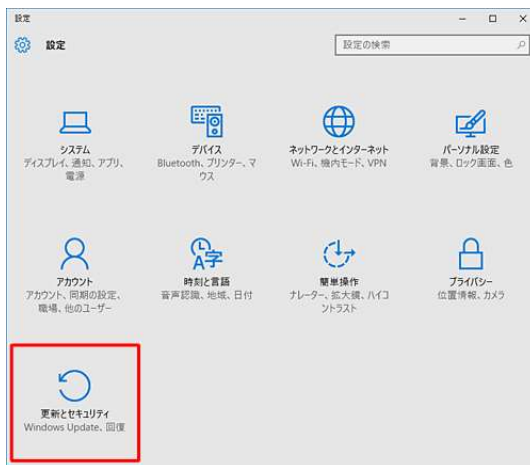 設定
設定
設定の検索
システム
ディスプレイ、通知、アプリ、
電源
デバイス
Bluetooth、プリンター、マ
ウス
ネットワークとインターネット
Wi-Fi、機内モード、VPN
パーソナル設定
背景、ロック画面、色
アカウント
アカウント、同期の設定、
職場、他のユーザー
A字
時刻と言語
音声認識、地域、日付
簡単操作
ナレーター、拡大鏡、ハイコ
ントラスト
プライバシー
位置情報、カメラ
更新とセキュリティ
Windows Update、回復